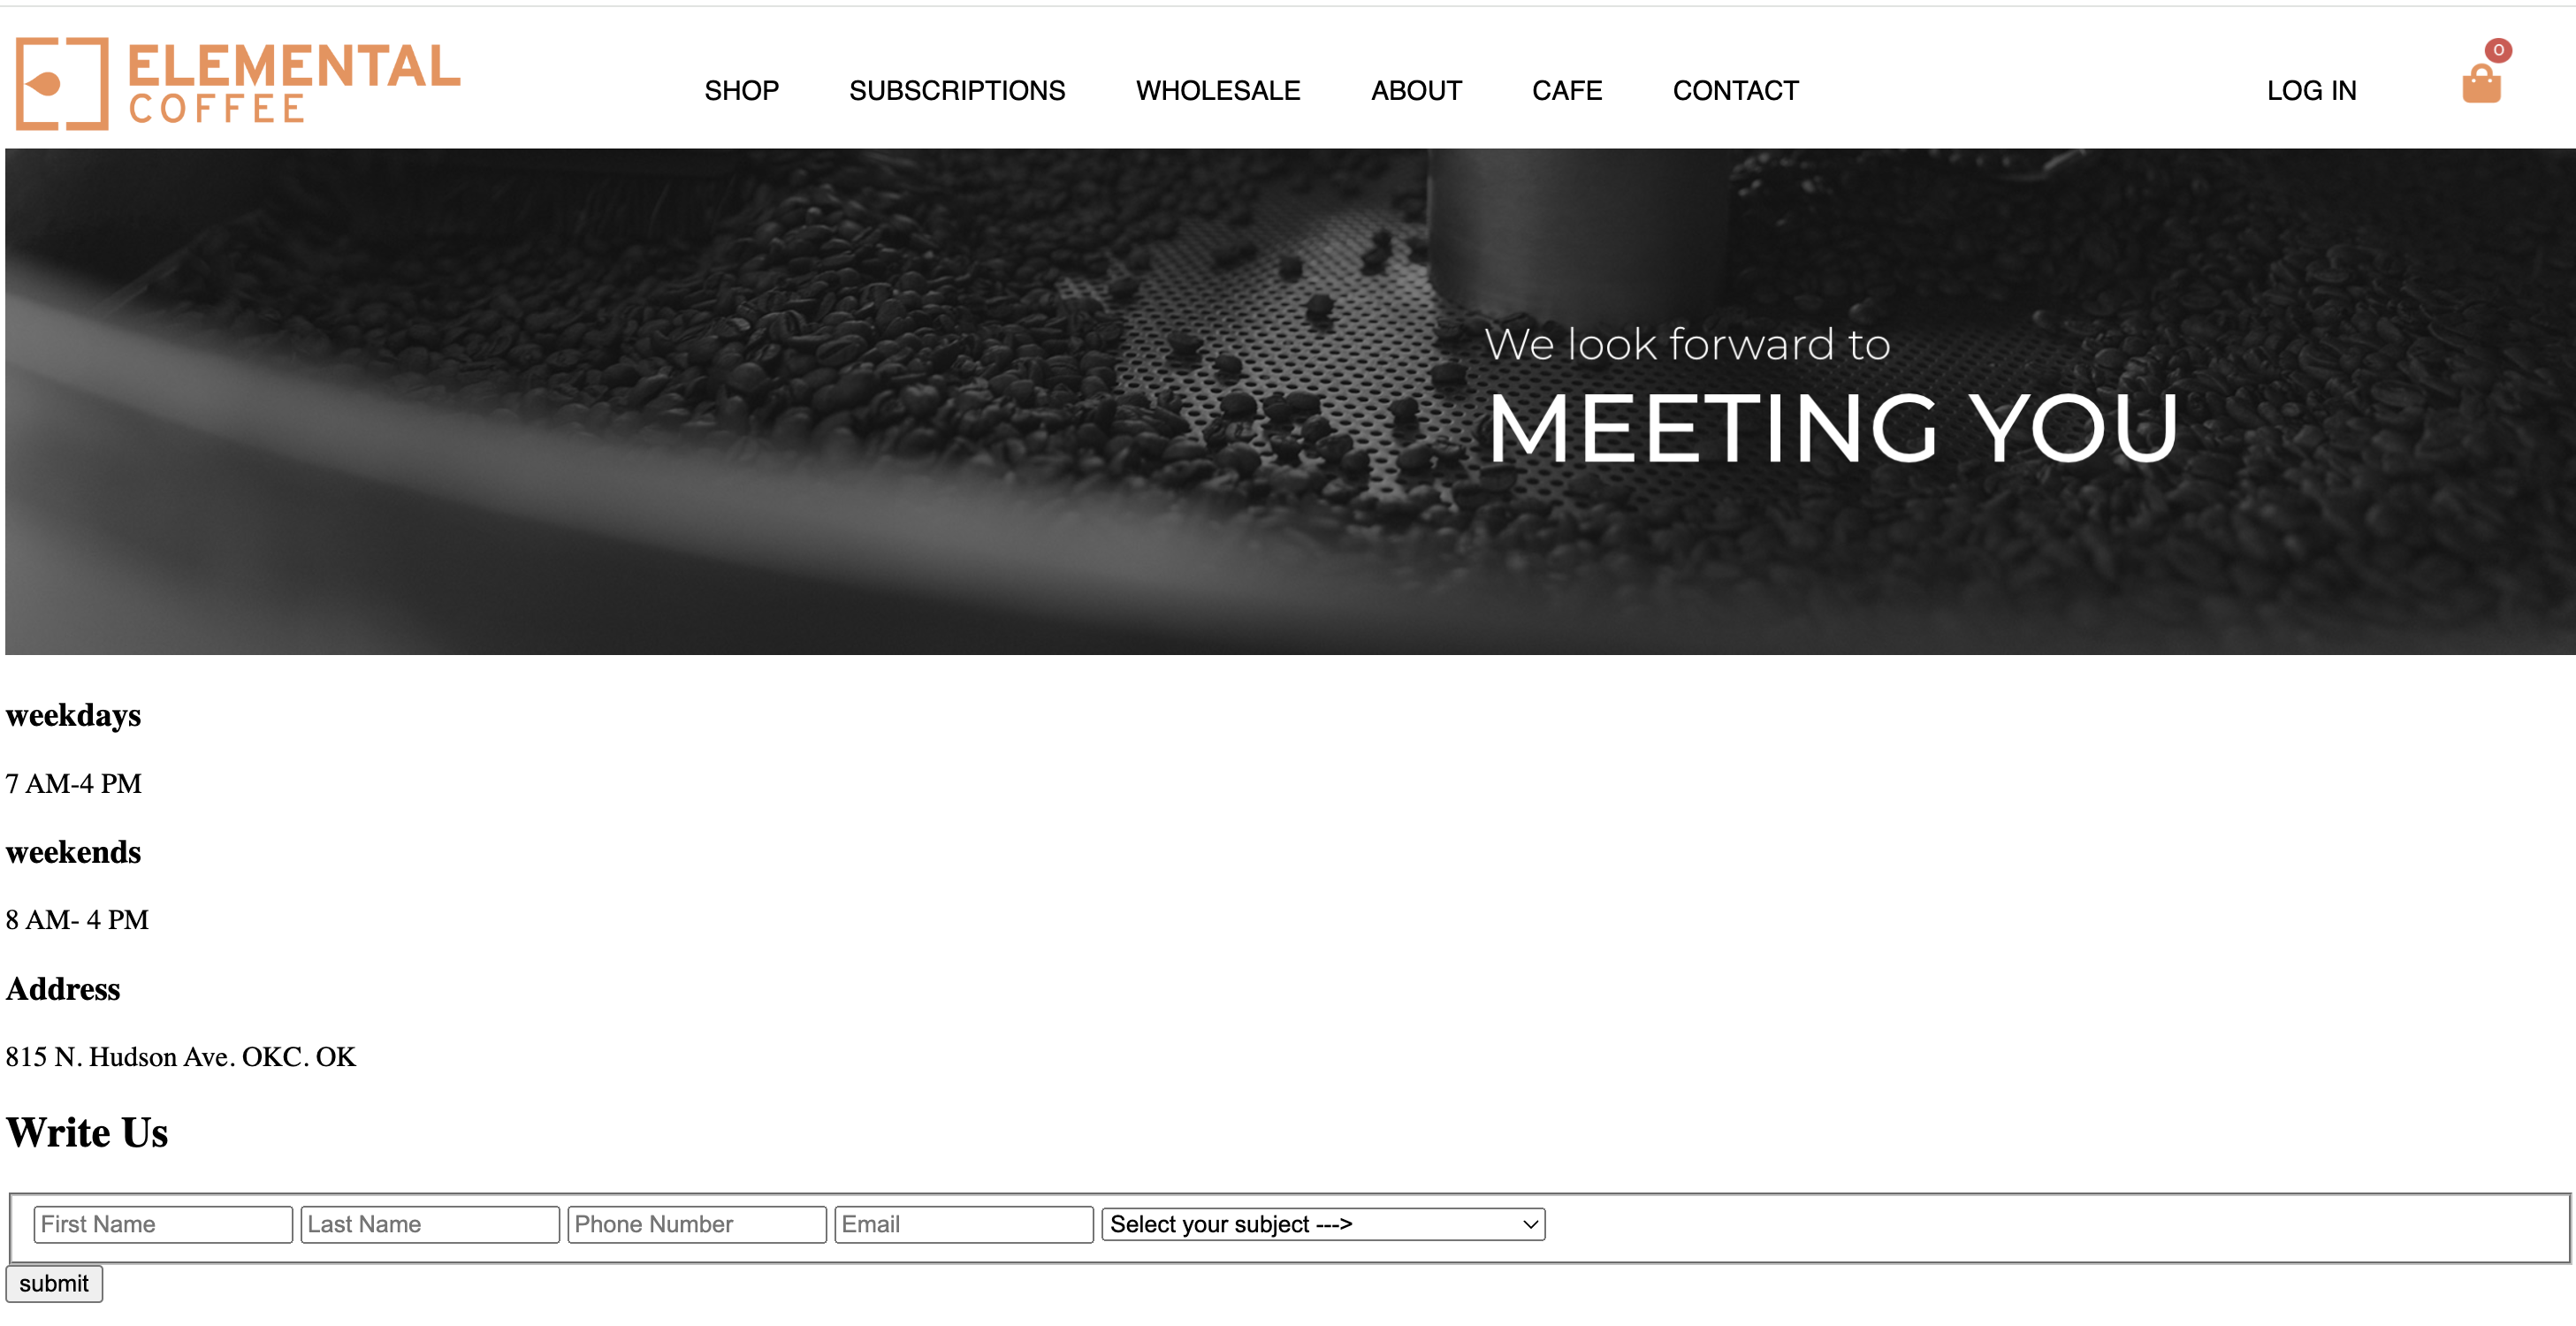 ELEMENTAL
COFFEE
SHOP SUBSCRIPTIONS WHOLESALE ABOUT CAFE CONTACT LOG IN 0
We look forward to
MEETING YOU
weekdays
7 AM-4 PM
weekends
8 AM- 4 PM
Address
815 N. Hudson Ave. OKC. OK
Write Us
First Name Last Name Phone Number Email Select your subject --->
submit